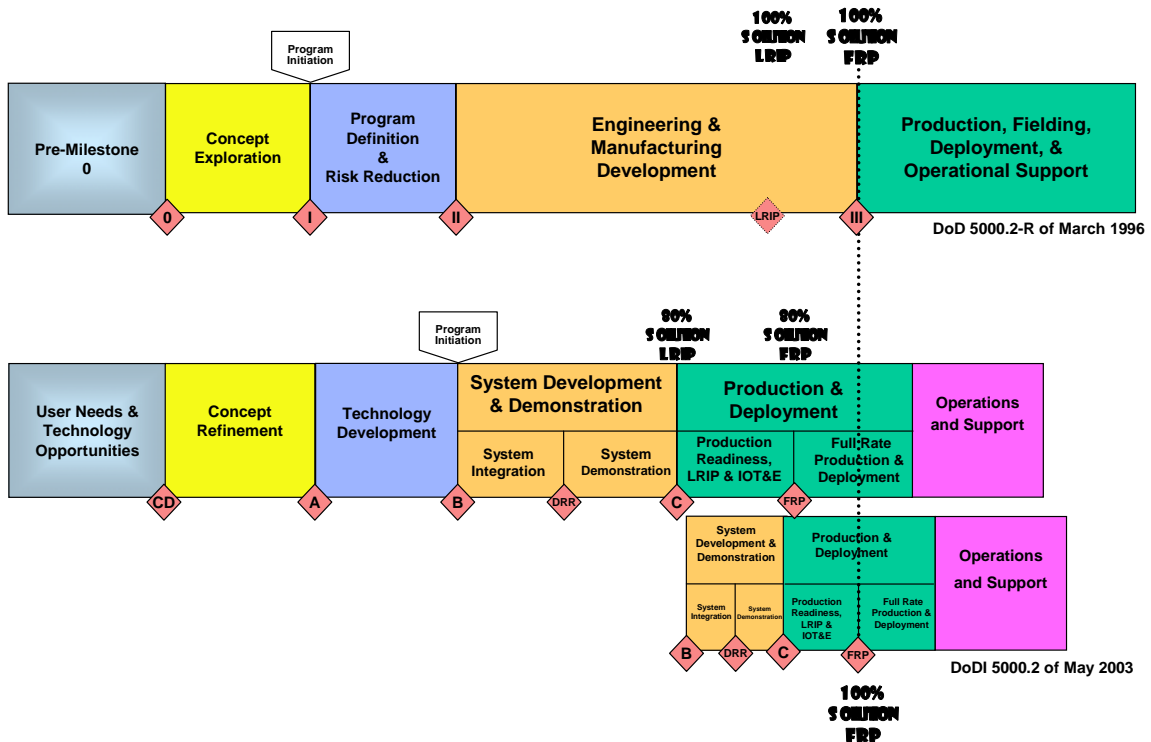 100%
SOLUTION
LRIP
100%
SOLUTION
FRP
Program
Initiation
Pre-Milestone
0
Concept
Exploration
Program
Definition
&
Risk Reduction
Engineering &
Manufacturing
Development
Production, Fielding,
Deployment, &
Operational Support
0
I
II
LRIP
III
DoD 5000.2-R of March 1996
Program
Initiation
80%
SOLUTION
LRIP
80%
SOLUTION
FRP
User Needs &
Technology
Opportunities
Concept
Refinement
Technology
Development
System Development
& Demonstration
System
Integration
System
Demonstration
Production &
Deployment
Production
Readiness,
LRIP & IOT&E
Full Rate
Production &
Deployment
Operations
and Support
CD
A
B
DRR
C
FRP
System
Development &
Demonstration
System
Integration
System
Demonstration
Production &
Deployment
Production
Readiness,
LRIP &
IOT&E
Full Rate
Production &
Deployment
Operations
and Support
B
DRR
C
FRP
DoDI 5000.2 of May 2003
100%
SOLUTION
FRP